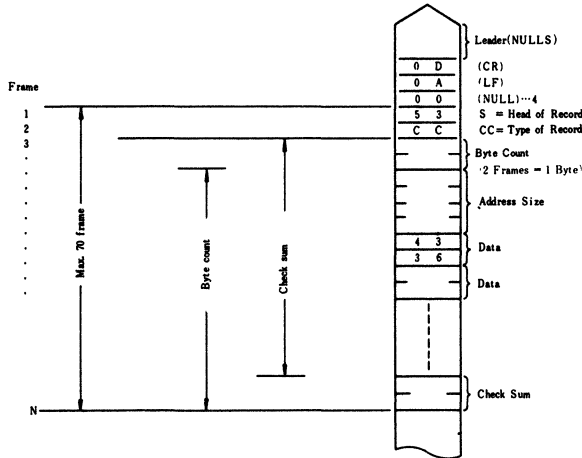 Leader(NULLS)
0 D (CR)
0 A (LF)
Frame
0 0 (NULL)…4
1
5 3 S = Head of Record
2
C C CC= Type of Record
3
Byte Count
2 Frames = 1 Byte
Address Size
4 3
Data
3 6
Data
Max. 70 frame
Byte count
Check sum
Check Sum
N